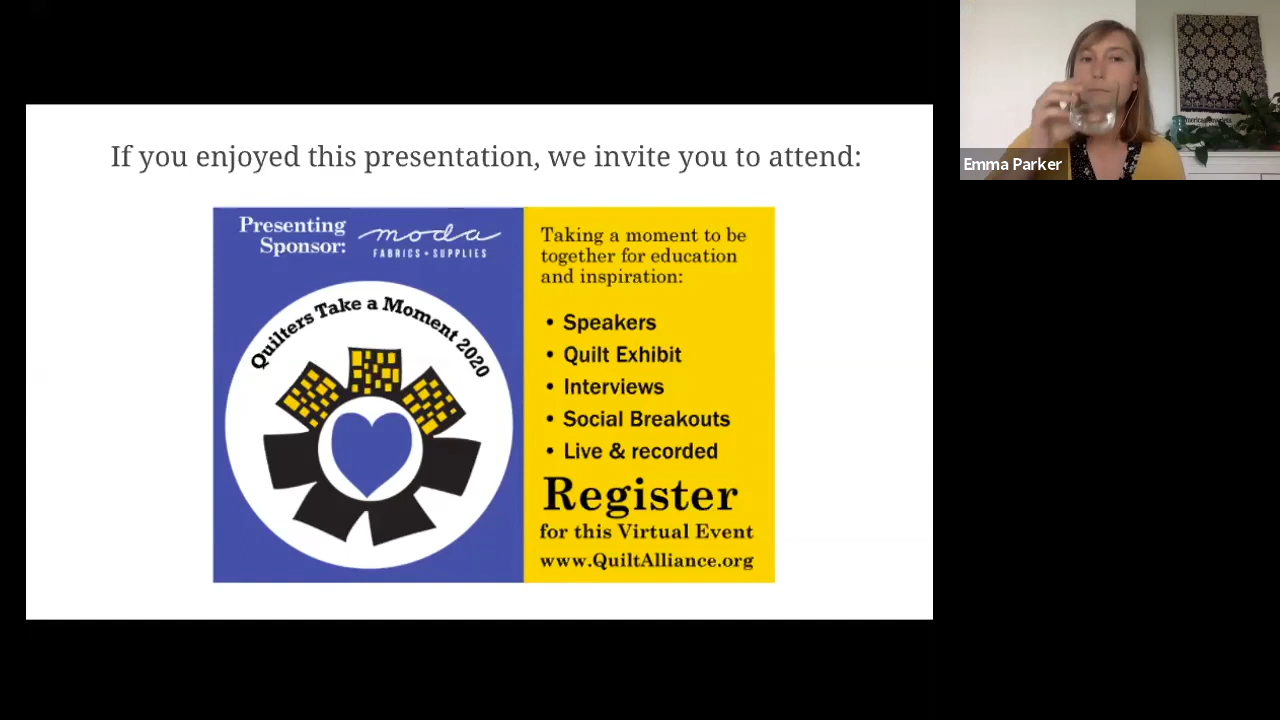 If you enjoyed this presentation, we invite you to attend:
Presenting
Sponsor:
moda
FABRICS + SUPPLIES
Quilters Take a Moment 2020
Taking a moment to be
together for education
and inspiration:
• Speakers
• Quilt Exhibit
• Interviews
• Social Breakouts
• Live & recorded
Register
for this Virtual Event
www.QuiltAlliance.org
Emma Parker